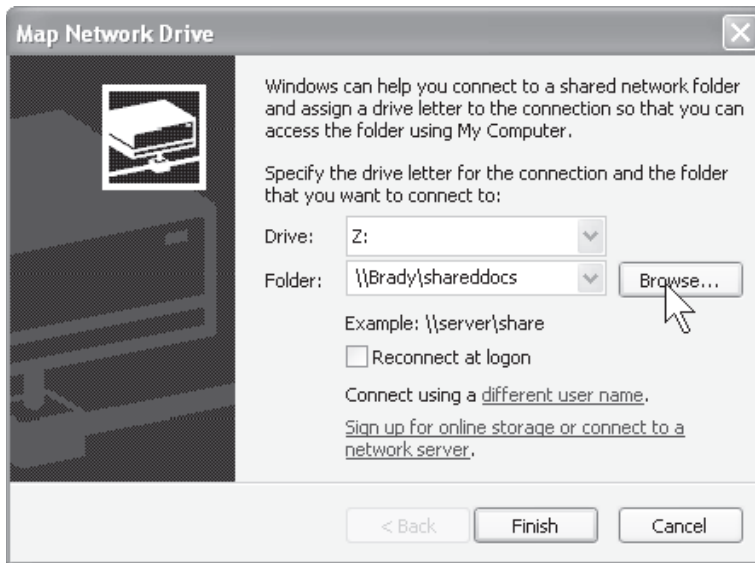 Map Network Drive
Windows can help you connect to a shared network folder
and assign a drive letter to the connection so that you can
access the folder using My Computer.
Specify the drive letter for the connection and the folder
that you want to connect to:
Drive: Z:
Folder: \\Brady\shareddocs Browse...
Example: \\server\share
Reconnect at logon
Connect using a different user name.
Sign up for online storage or connect to a
network server.
< Back Finish Cancel